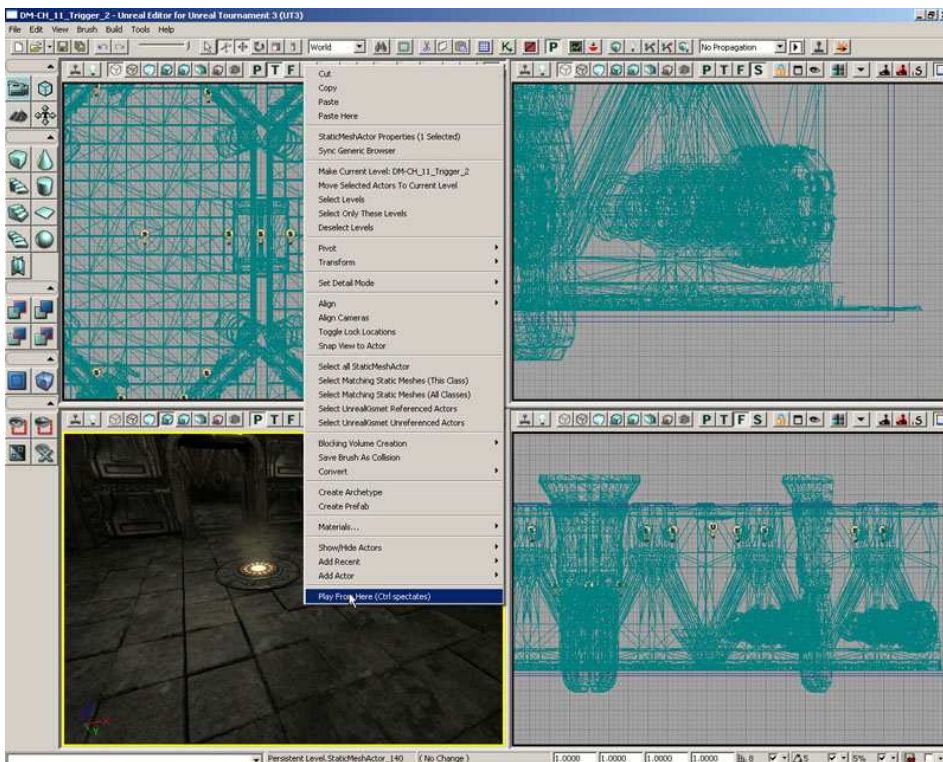 DM-CH_11_Trigger_2 - Unreal Editor for Unreal Tournament 3 (UT3)
File Edit View Brush Build Tools Help
World
No Propagation
P T F
P T F S
Cut
Copy
Paste
Paste Here
StaticMeshActor Properties (1 Selected)
Sync Generic Browser
Make Current Level: DM-CH_11_Trigger_2
Move Selected Actors To Current Level
Select Levels
Select Only These Levels
Deselect Levels
Pivot
Transform
Set Detail Mode
Align
Align Cameras
Toggle Lock Locations
Snap View to Actor
Select all StaticMeshActor
Select Matching Static Meshes (This Class)
Select Matching Static Meshes (All Classes)
Select UnrealKismet Referenced Actors
Select UnrealKismet Unreferenced Actors
Blocking Volume Creation
Save Brush As Collision
Convert
Create Archetype
Create Prefab
Materials...
Show/Hide Actors
Add Recent
Add Actor
Play From Here (Ctrl spectates)
P T F
P T F S
Persistent Level.StaticMeshActor_140 (No Change) 1.0000 1.0000 1.0000 1.0000 8 5 5%